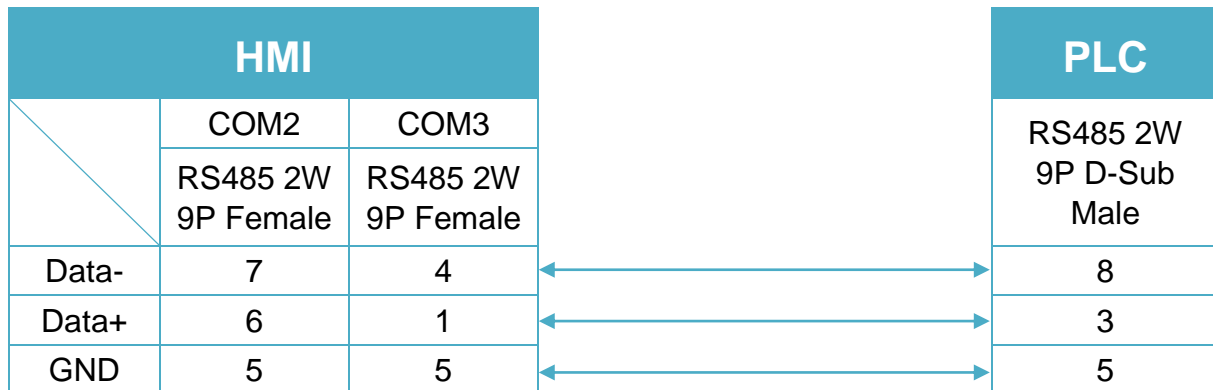 HMI
PLC
COM2 COM3
RS485 2W
9P Female
RS485 2W
9P Female
RS485 2W
9P D-Sub
Male
Data- 7 4 8
Data+ 6 1 3
GND 5 5 5